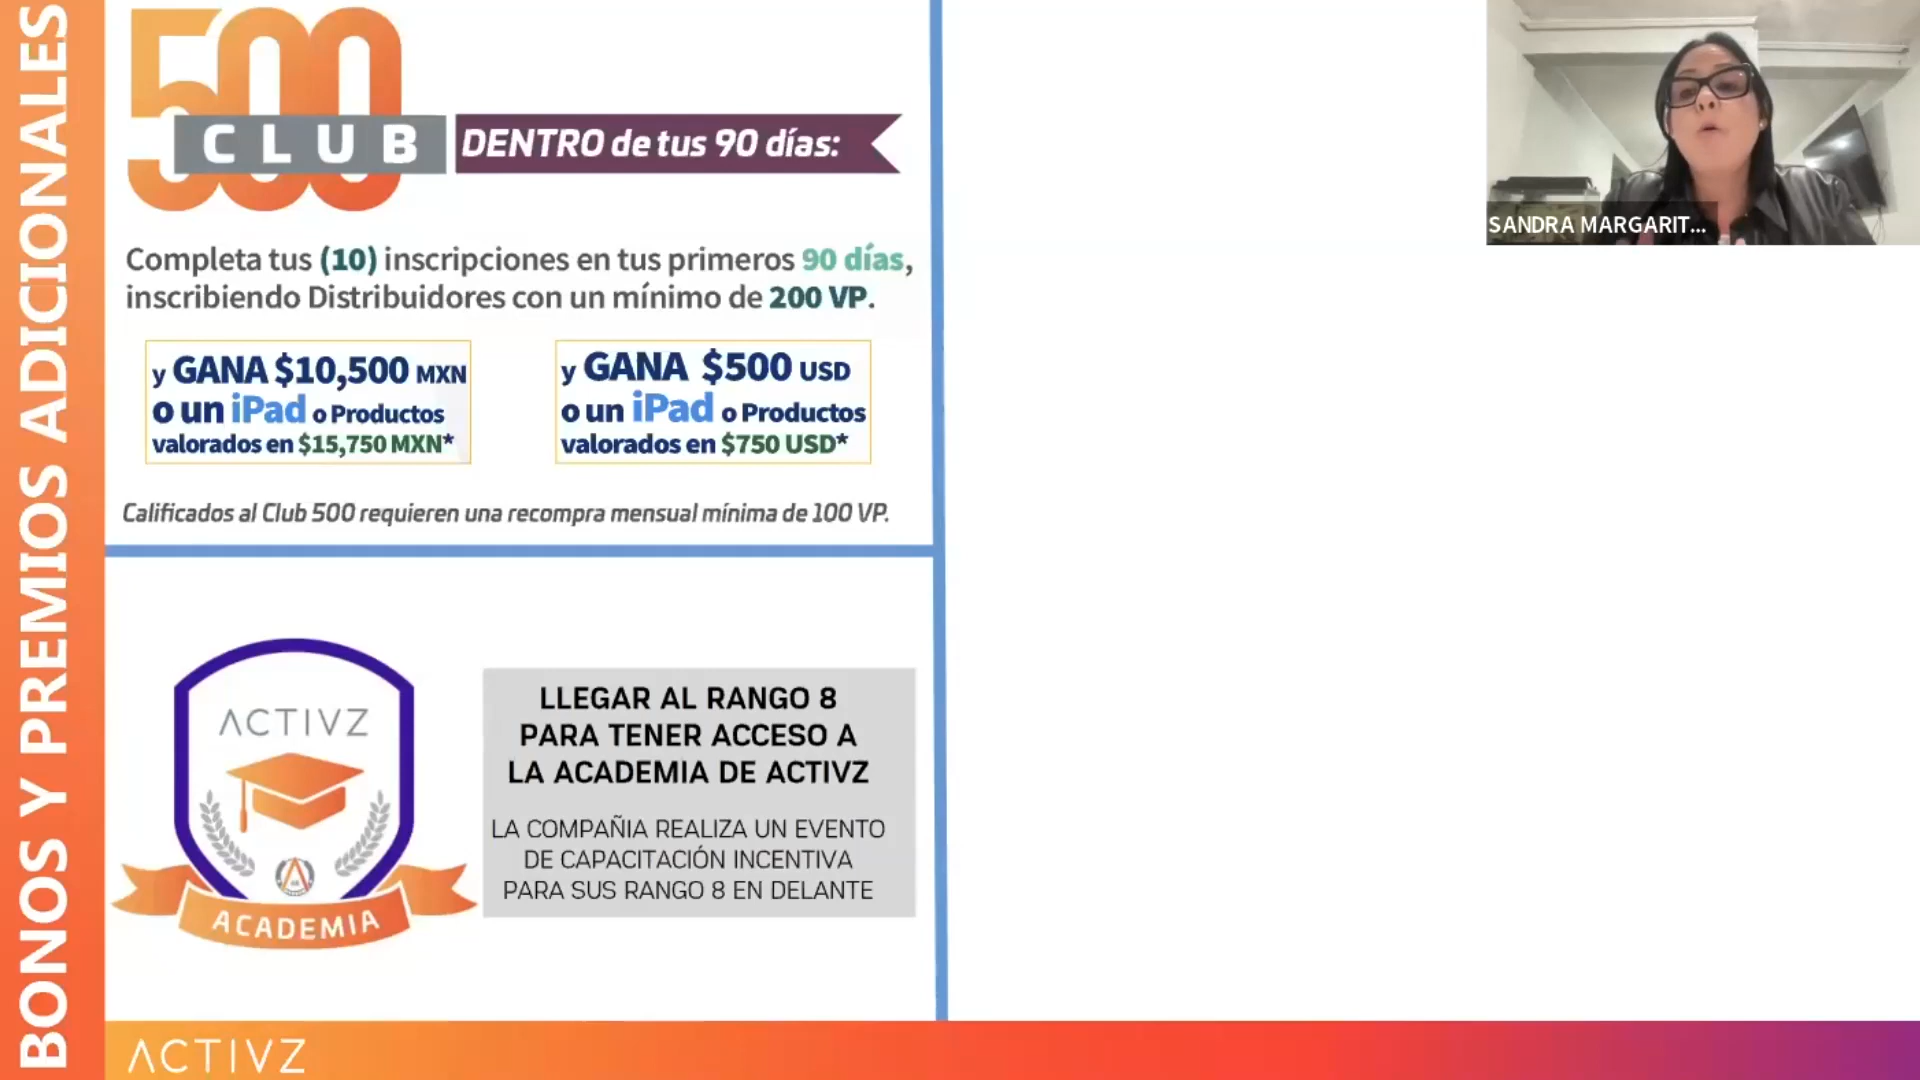 BONOS Y PREMIOS ADICIONALES
500
CLUB
DENTRO de tus 90 días:
Completa tus (10) inscripciones en tus primeros 90 días,
inscribiendo Distribuidores con un mínimo de 200 VP.
y GANA $10,500 MXN
o un iPad o Productos
valorados en $15,750 MXN*
y GANA $500 USD
o un iPad o Productos
valorados en $750 USD*
Calificados al Club 500 requieren una recompra mensual mínima de 100 VP.
ACTIVZ
ACADEMIA
LLEGAR AL RANGO 8
PARA TENER ACCESO A
LA ACADEMIA DE ACTIVZ
LA COMPAÑIA REALIZA UN EVENTO
DE CAPACITACIÓN INCENTIVA
PARA SUS RANGO 8 EN DELANTE
SANDRA MARGARIT...
ACTIVZ